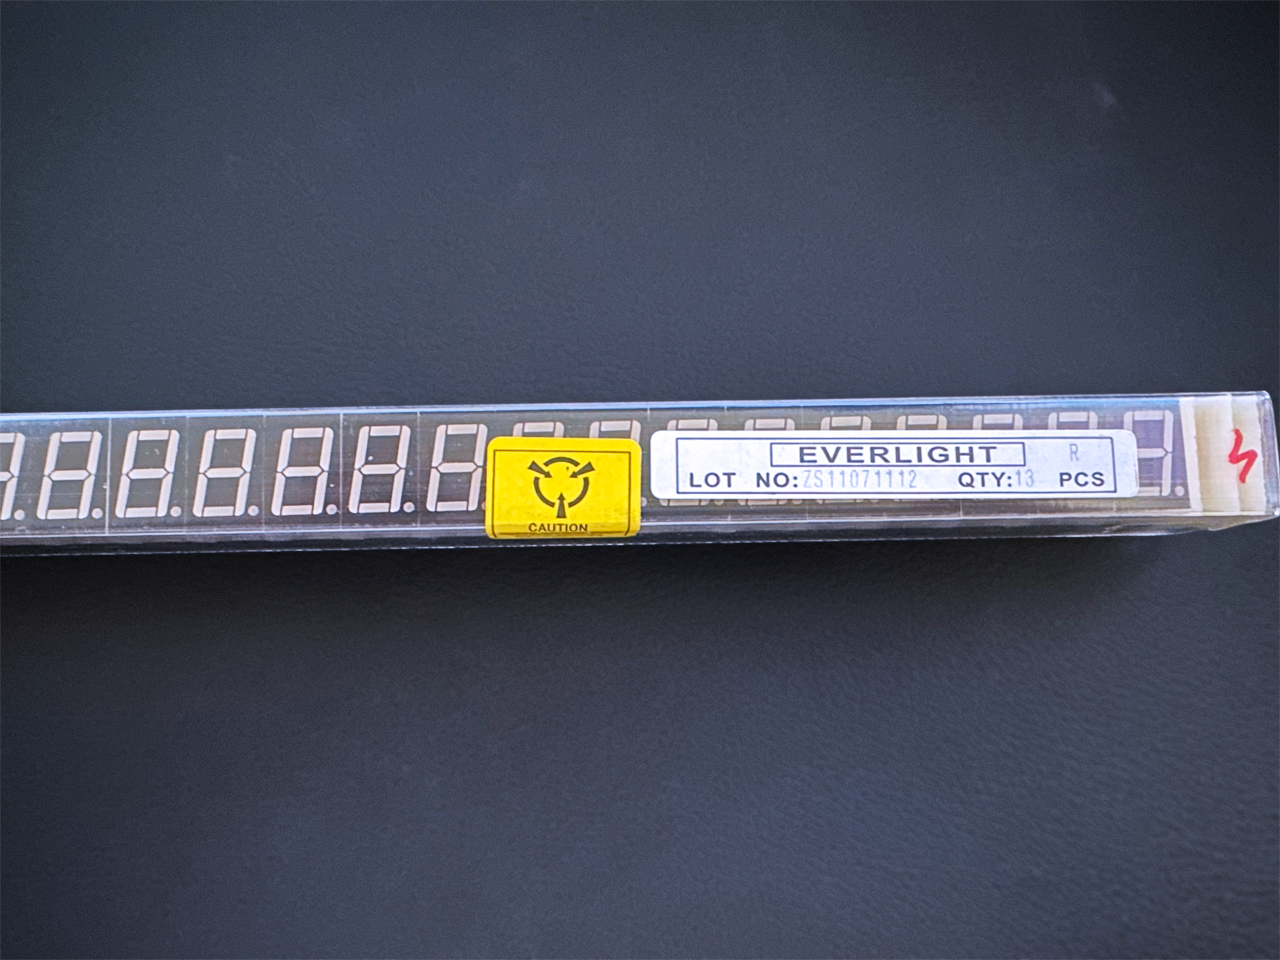 EVERLIGHT R
LOT NO:ZS11071112 QTY:13 PCS
CAUTION